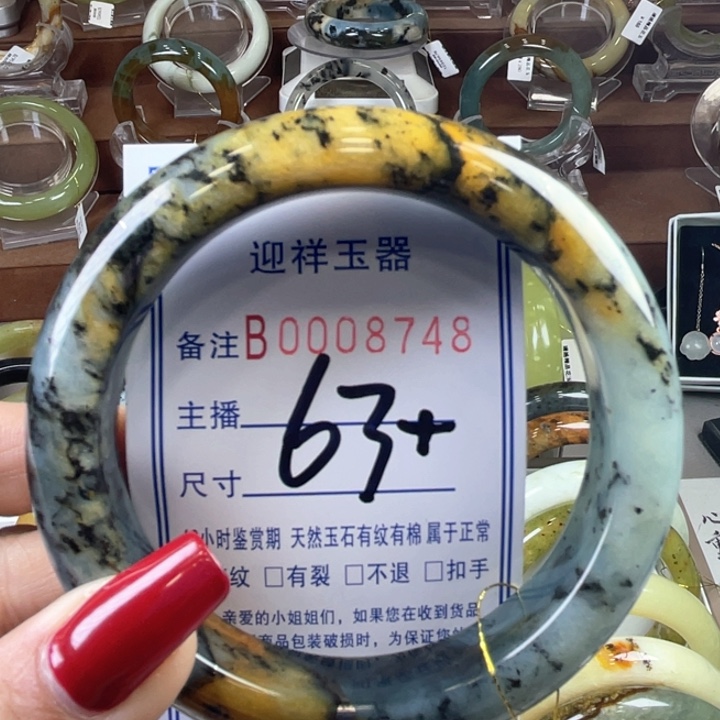 迎祥玉器
备注B0008748
主播
63+
尺寸
小时鉴赏期 天然玉石有纹有棉 属于正常
纹 □有裂 □不退 □扣手
亲爱的小姐姐们，如果您在收到货品
商品包装破损时，为保证您